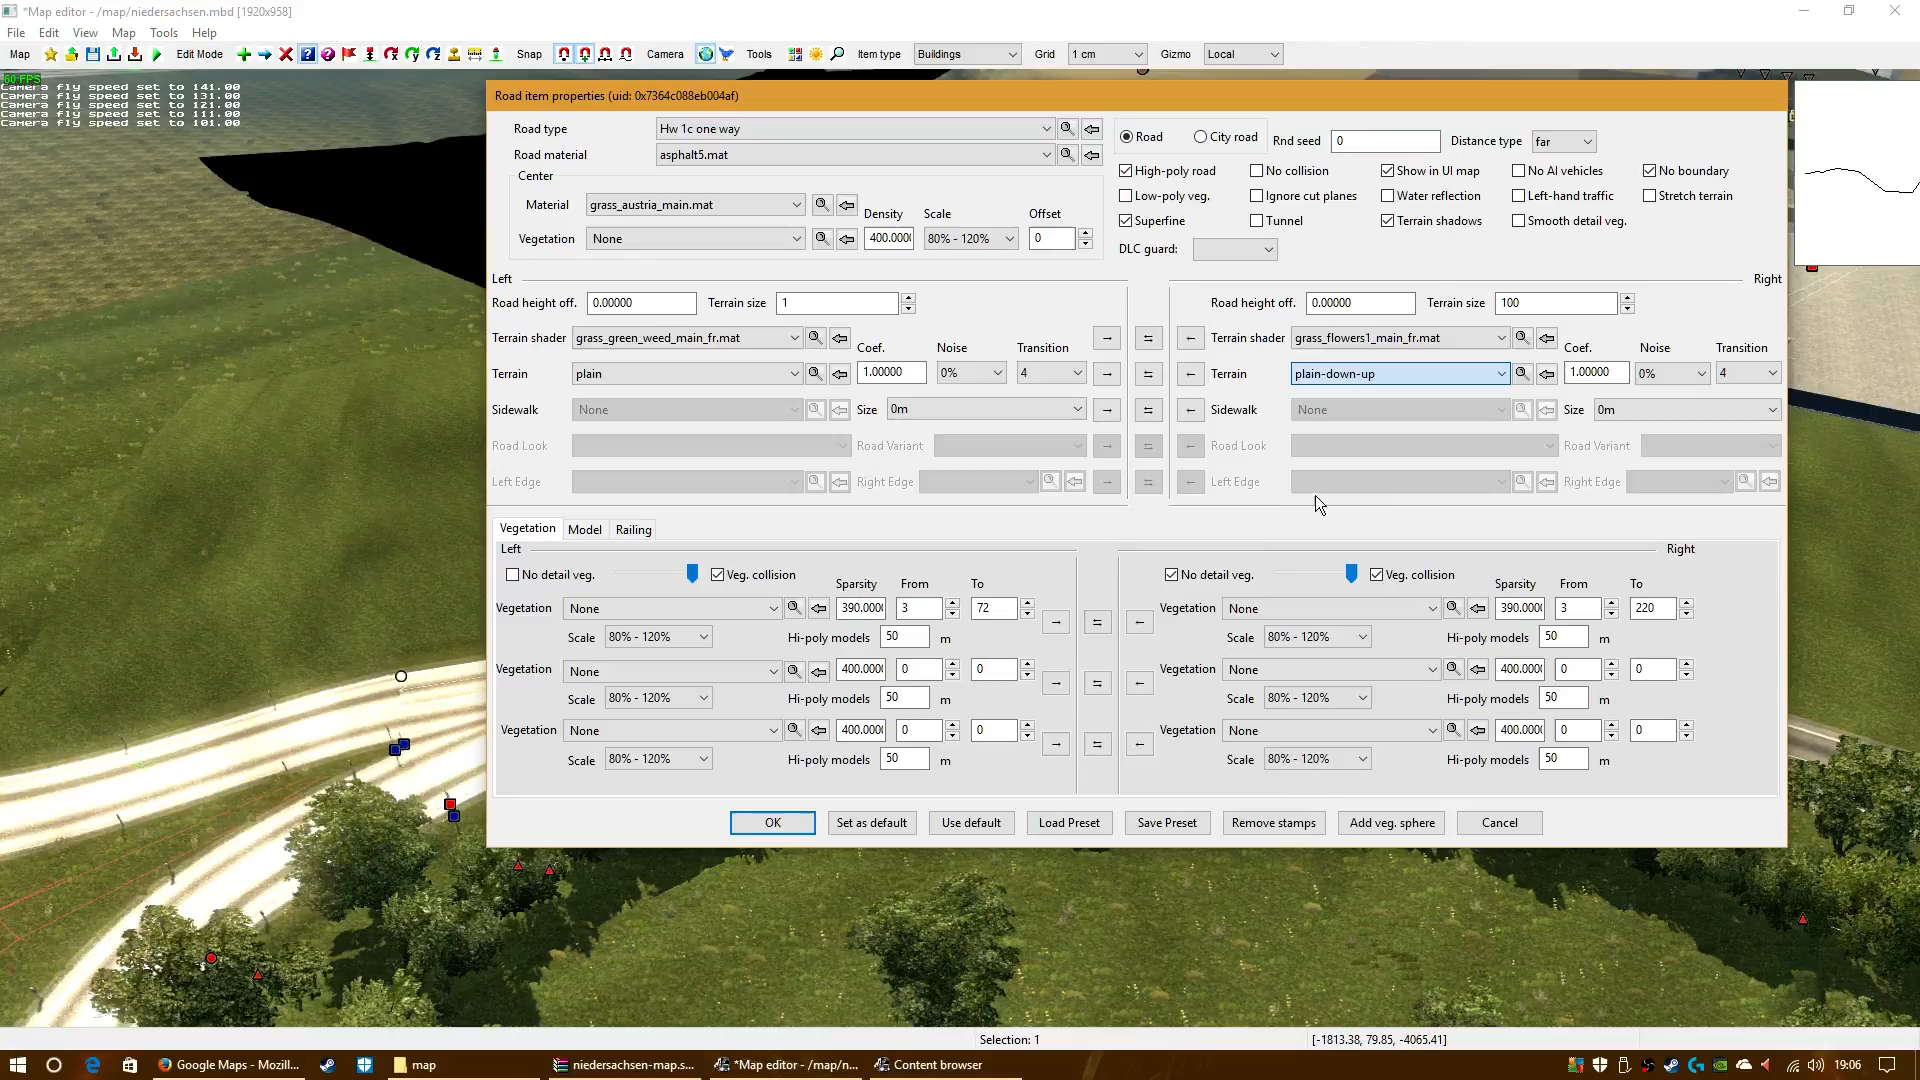 *Map editor - /map/niedersachsen.mbd [1920x958]
File Edit View Map Tools Help
Map Edit Mode Snap Camera Tools Item type Buildings Grid 1 cm Gizmo Local
60 FPS
Camera fly speed set to 141.00
Camera fly speed set to 131.00
Camera fly speed set to 121.00
Camera fly speed set to 111.00
Camera fly speed set to 101.00
Road item properties (uid: 0x7364c088eb004af)
Road type Hw 1c one way Road City road Rnd seed 0 Distance type far
Road material asphalt5.mat
Center
High-poly road No collision Show in UI map No AI vehicles No boundary
Low-poly veg. Ignore cut planes Water reflection Left-hand traffic Stretch terrain
Superfine Tunnel Terrain shadows Smooth detail veg.
DLC guard:
Material grass_austria_main.mat Density Scale Offset
Vegetation None 400.000 80% - 120% 0
Left Right
Road height off. 0.00000 Terrain size 1 Road height off. 0.00000 Terrain size 100
Terrain shader grass_green_weed_main_fr.mat Coef. Noise Transition → ⇆ ← Terrain shader grass_flowers1_main_fr.mat Coef. Noise Transition
Terrain plain 1.00000 0% 4 → ⇆ ← Terrain plain-down-up 1.00000 0% 4
Sidewalk None Size 0m → ⇆ ← Sidewalk None Size 0m
Road Look Road Variant → ⇆ ← Road Look Road Variant
Left Edge Right Edge → ⇆ ← Left Edge Right Edge
Vegetation Model Railing
Left Right
No detail veg. Veg. collision Sparsity From To No detail veg. Veg. collision Sparsity From To
Vegetation None 390.000 3 72 → ⇆ ← Vegetation None 390.000 3 220
Scale 80% - 120% Hi-poly models 50 m Scale 80% - 120% Hi-poly models 50 m
Vegetation None 400.000 0 0 → ⇆ ← Vegetation None 400.000 0 0
Scale 80% - 120% Hi-poly models 50 m Scale 80% - 120% Hi-poly models 50 m
Vegetation None 400.000 0 0 → ⇆ ← Vegetation None 400.000 0 0
Scale 80% - 120% Hi-poly models 50 m Scale 80% - 120% Hi-poly models 50 m
OK Set as default Use default Load Preset Save Preset Remove stamps Add veg. sphere Cancel
Selection: 1 [-1813.38, 79.85, -4065.41]
Google Maps - Mozill... map niedersachsen-map.s... *Map editor - /map/n... Content browser 19:06